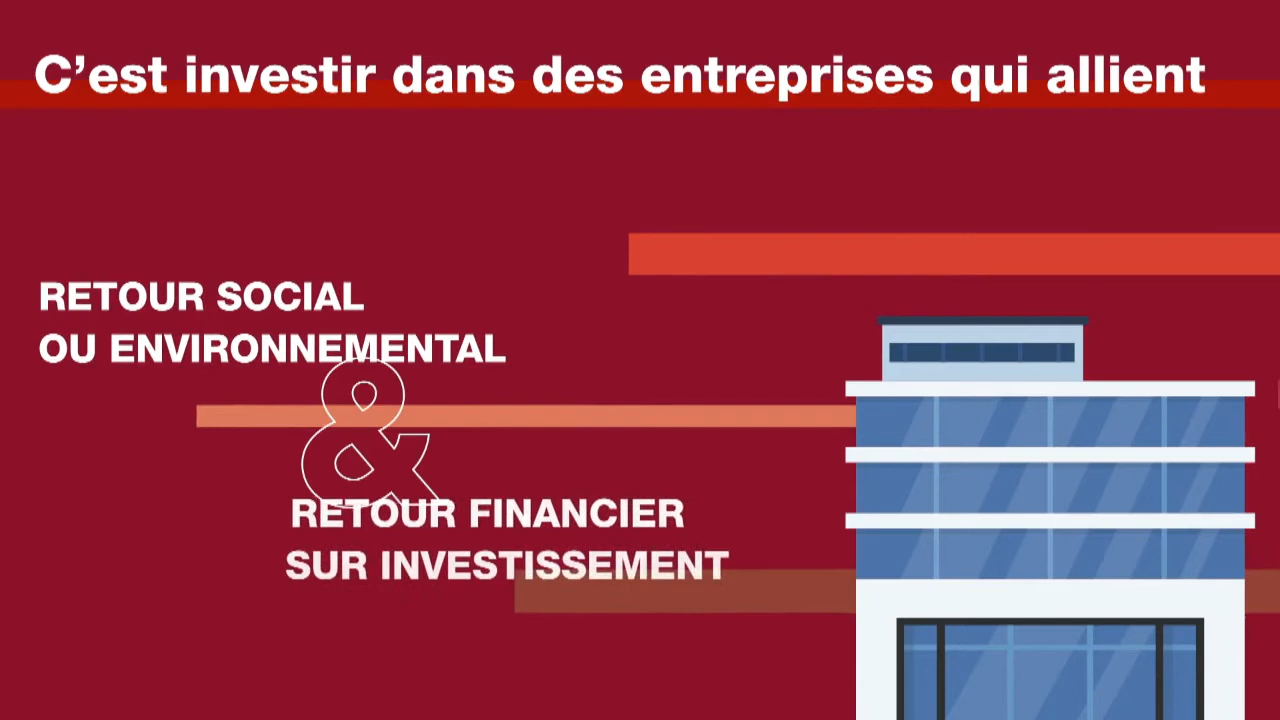 C’est investir dans des entreprises qui allient
RETOUR SOCIAL
OU ENVIRONNEMENTAL
&
RETOUR FINANCIER
SUR INVESTISSEMENT